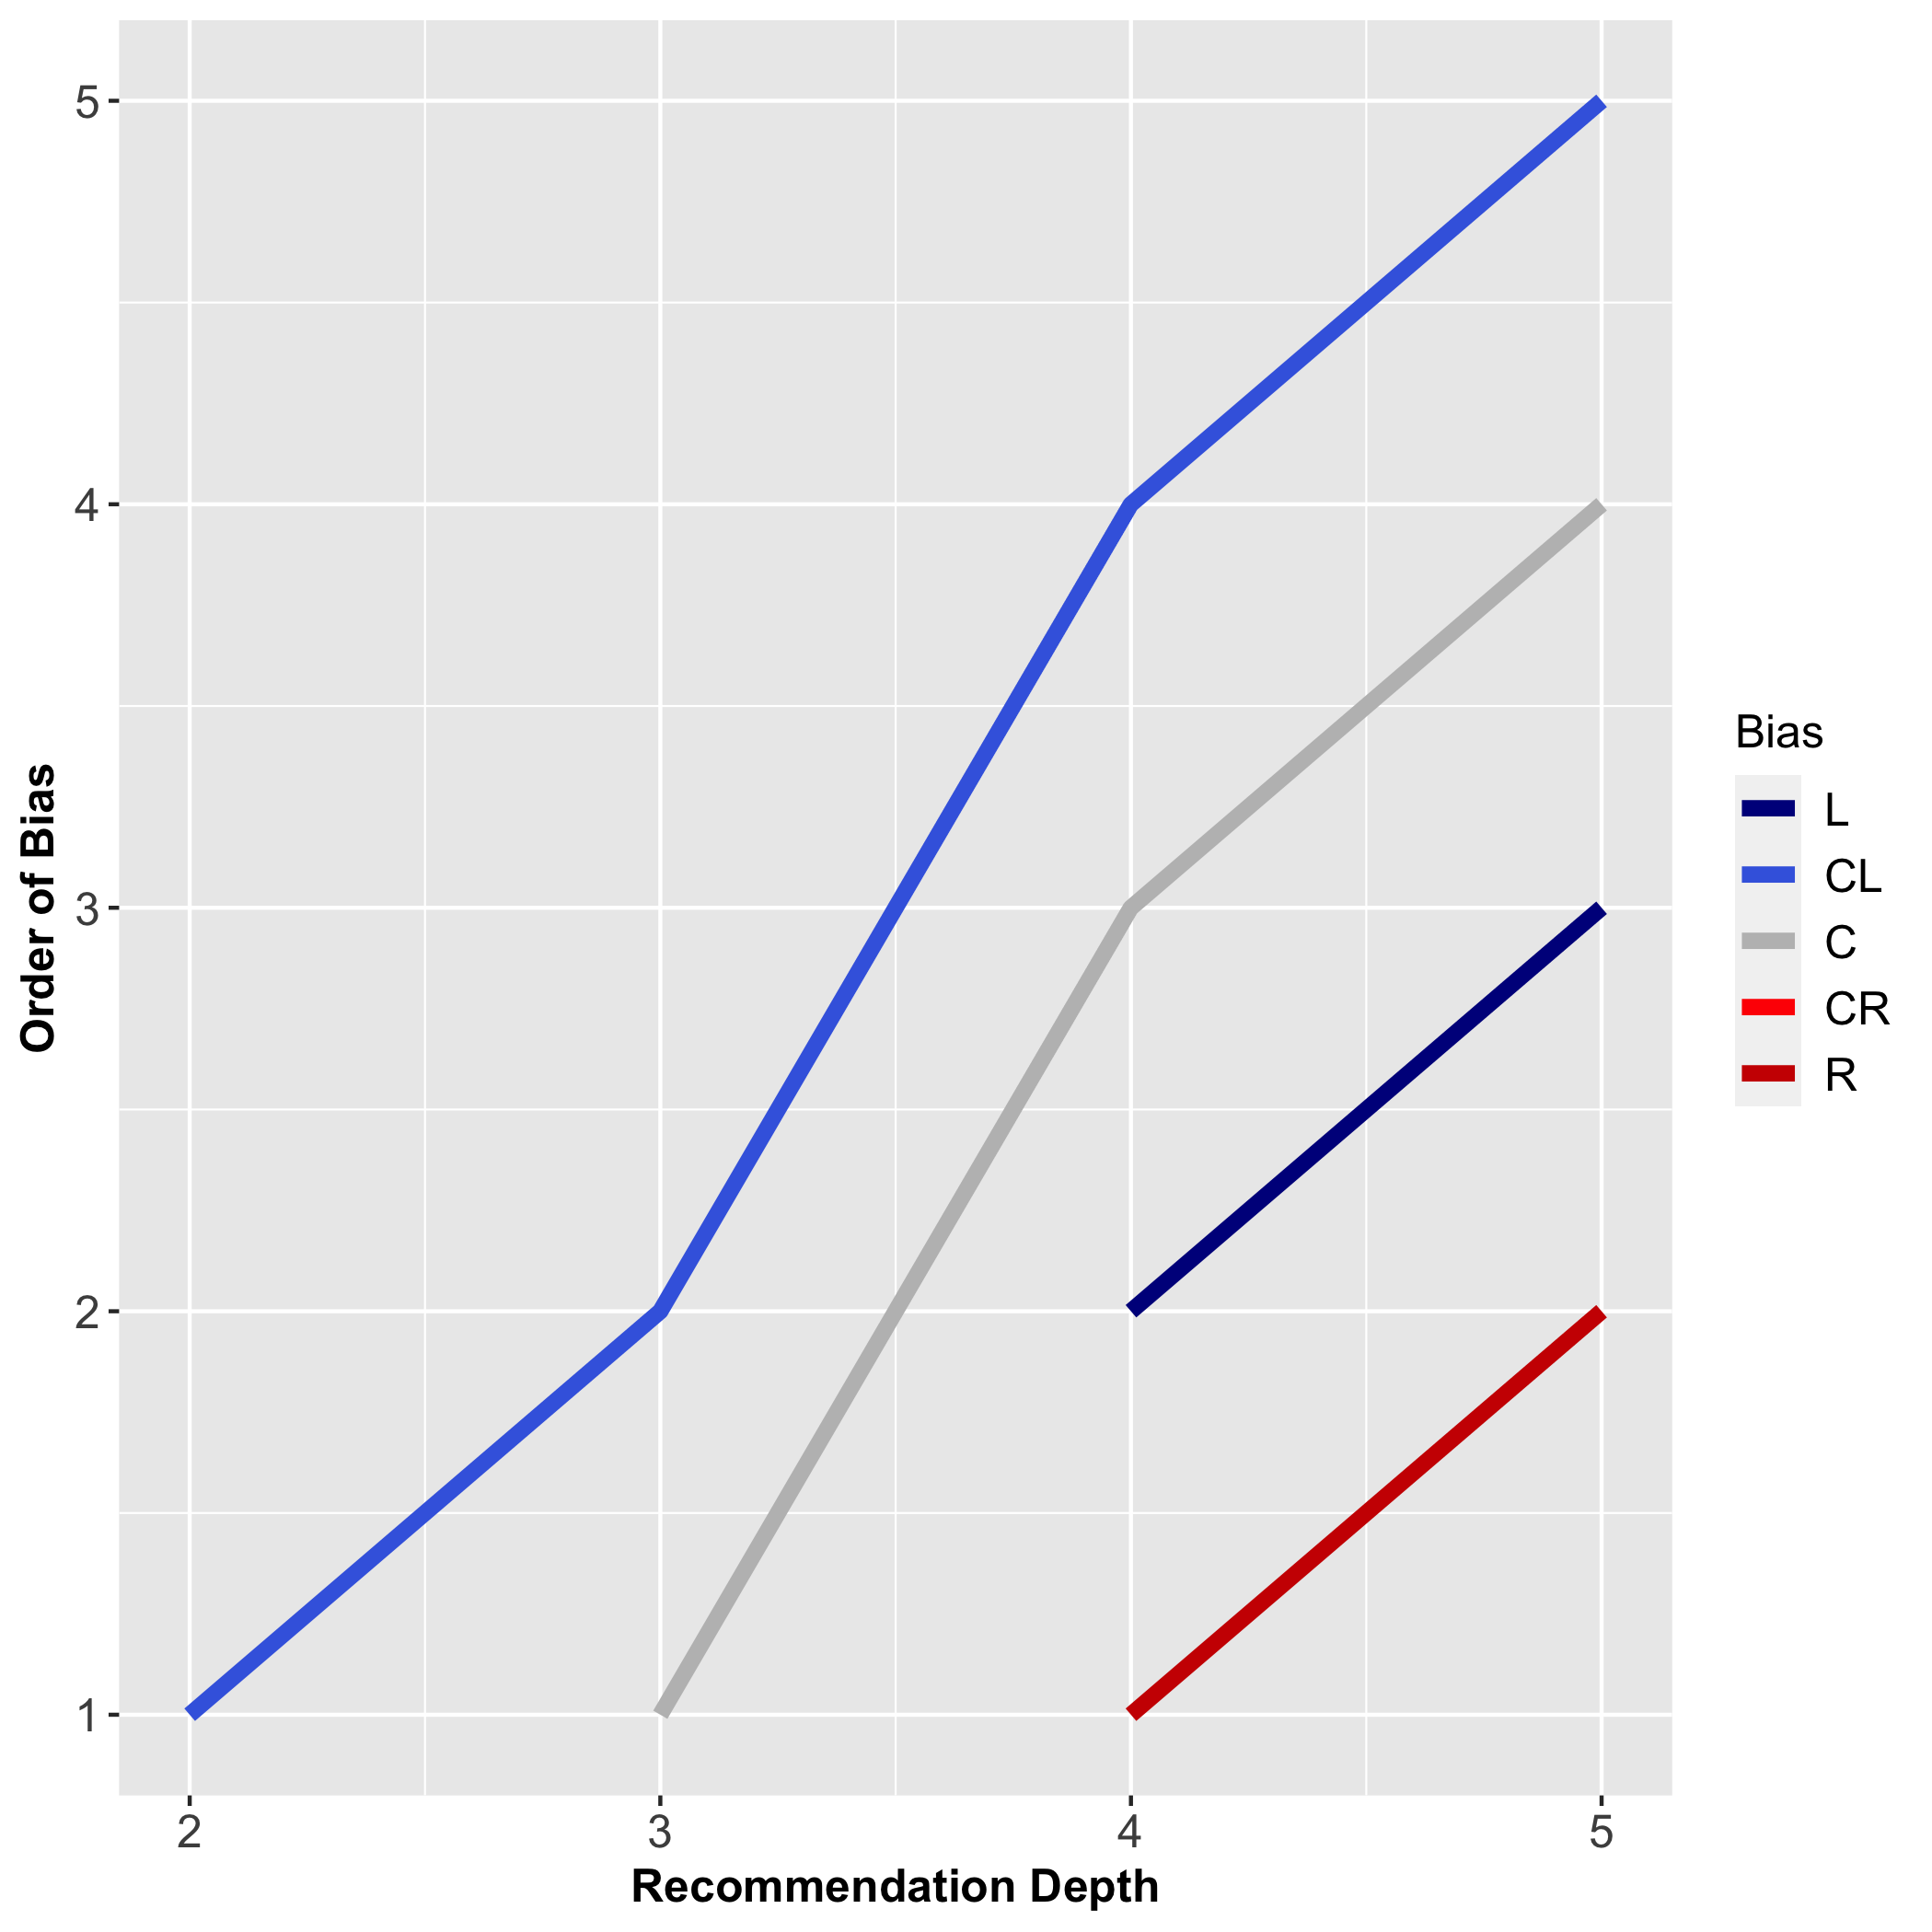 Order of Bias
5
4
3
2
1
2 3 4 5
Recommendation Depth
Bias
L
CL
C
CR
R